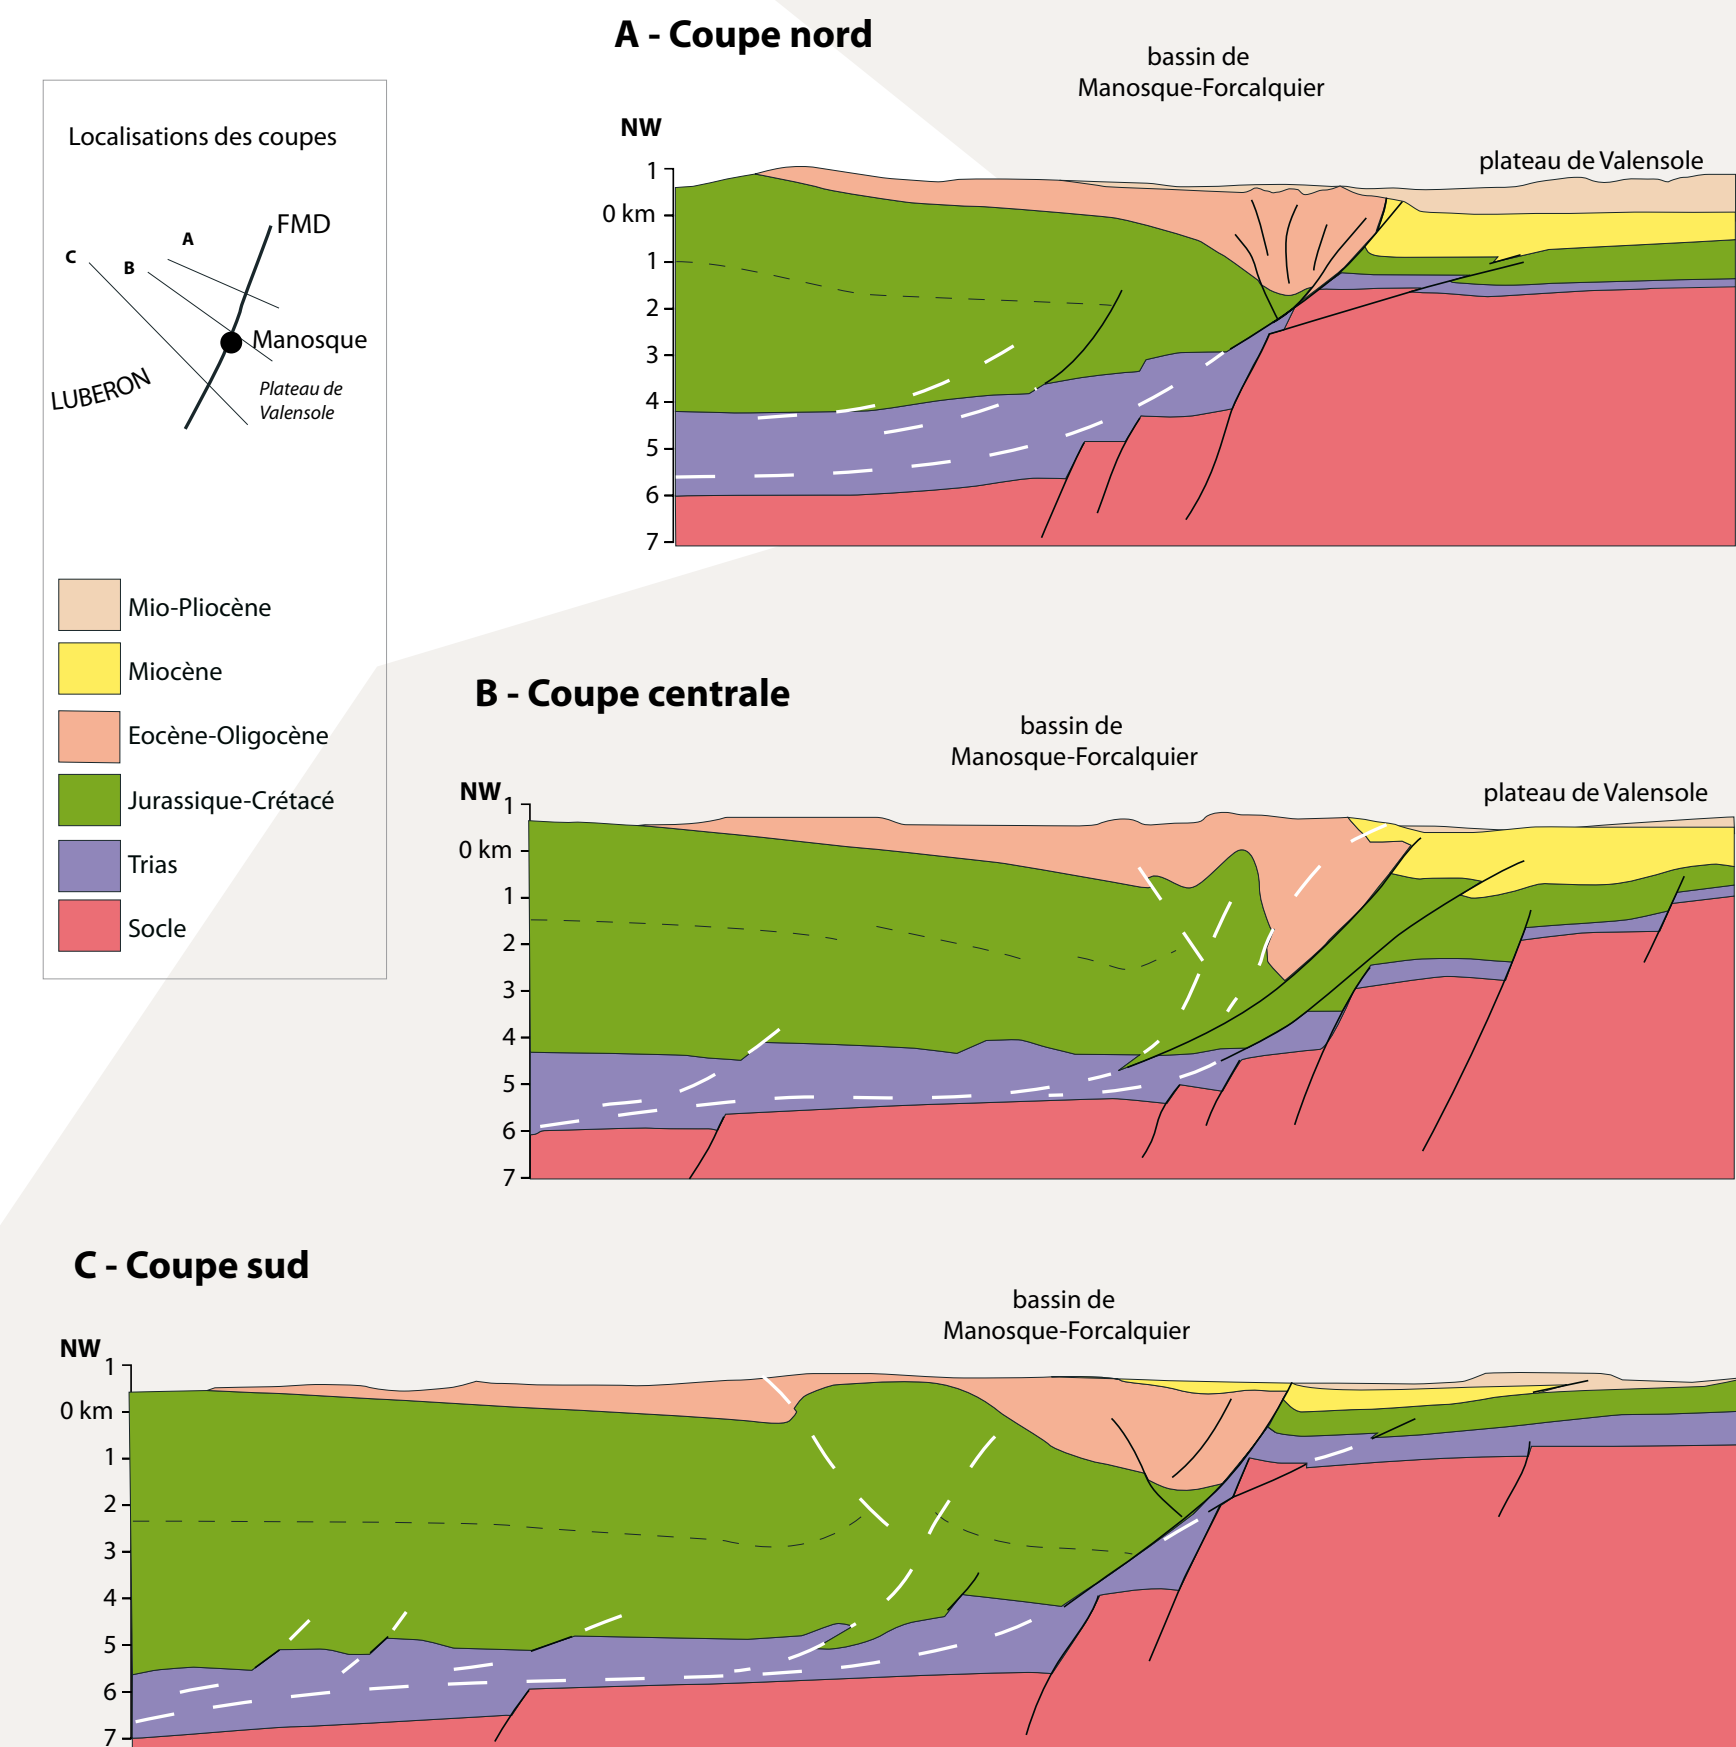 A - Coupe nord
bassin de
Manosque-Forcalquier
NW
plateau de Valensole
1
0 km
1
2
3
4
5
6
7
Localisations des coupes
A
B
C
FMD
Manosque
LUBERON
Plateau de
Valensole
Mio-Pliocène
Miocène
Eocène-Oligocène
Jurassique-Crétacé
Trias
Socle
B - Coupe centrale
bassin de
Manosque-Forcalquier
NW
plateau de Valensole
1
0 km
1
2
3
4
5
6
7
C - Coupe sud
bassin de
Manosque-Forcalquier
NW
1
0 km
1
2
3
4
5
6
7